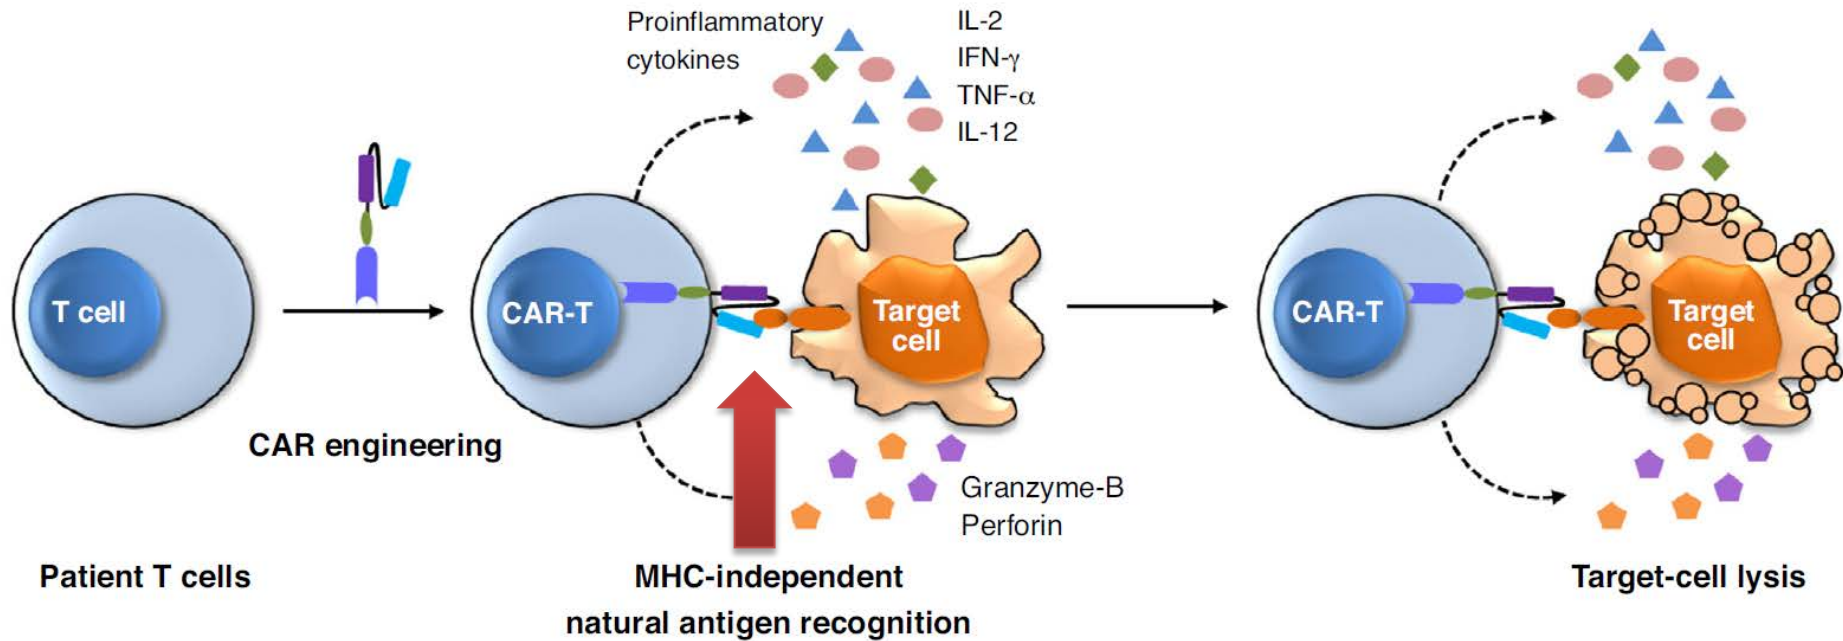 Proinflammatory
cytokines
IL-2
IFN-γ
TNF-α
IL-12
T cell
CAR-T
Target
cell
CAR-T
Target
cell
CAR engineering
Granzyme-B
Perforin
Patient T cells
MHC-independent
natural antigen recognition
Target-cell lysis